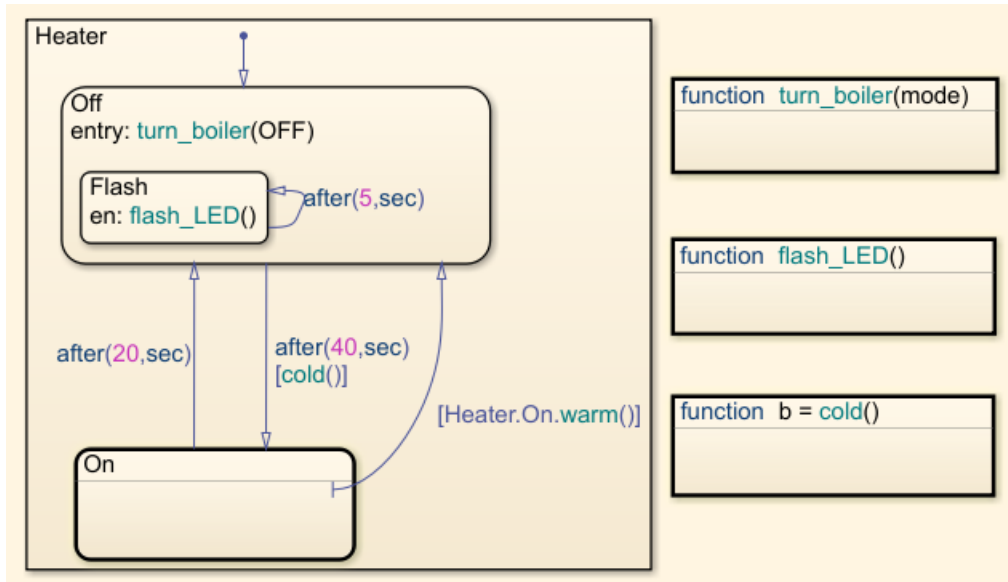 Heater
Off
entry: turn_boiler(OFF)
Flash
en: flash_LED()
after(5,sec)
after(20,sec)
after(40,sec)
[cold()]
[Heater.On.warm()]
On
function turn_boiler(mode)
function flash_LED()
function b = cold()